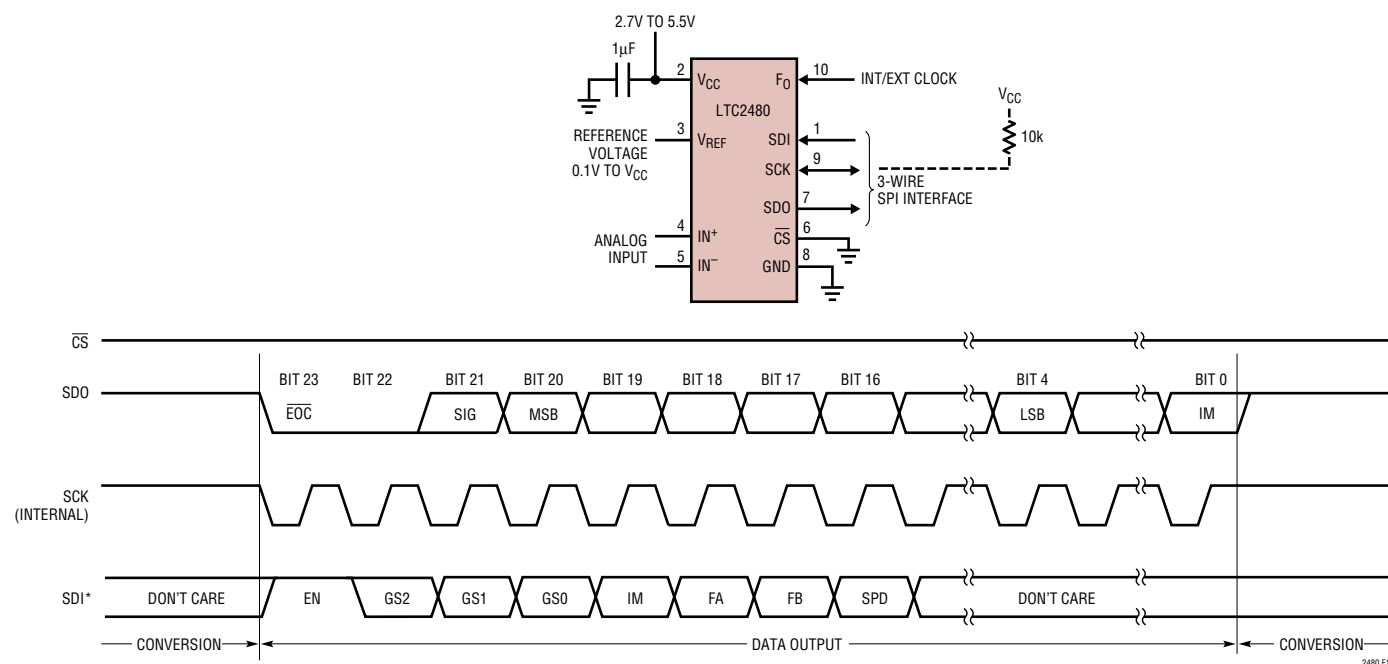 2.7V TO 5.5V
1µF
2
VCC
FO
10
INT/EXT CLOCK
LTC2480
REFERENCE
VOLTAGE
0.1V TO VCC
3
VREF
SDI
1
SCK
9
SDO
7
3-WIRE
SPI INTERFACE
VCC
10k
ANALOG
INPUT
4
IN+
5
IN–
CS
6
GND
8
CS
SDO
BIT 23 BIT 22 BIT 21 BIT 20 BIT 19 BIT 18 BIT 17 BIT 16 BIT 4 BIT 0
EOC SIG MSB LSB IM
SCK
(INTERNAL)
SDI* DON'T CARE EN GS2 GS1 GS0 IM FA FB SPD DON'T CARE
CONVERSION DATA OUTPUT CONVERSION